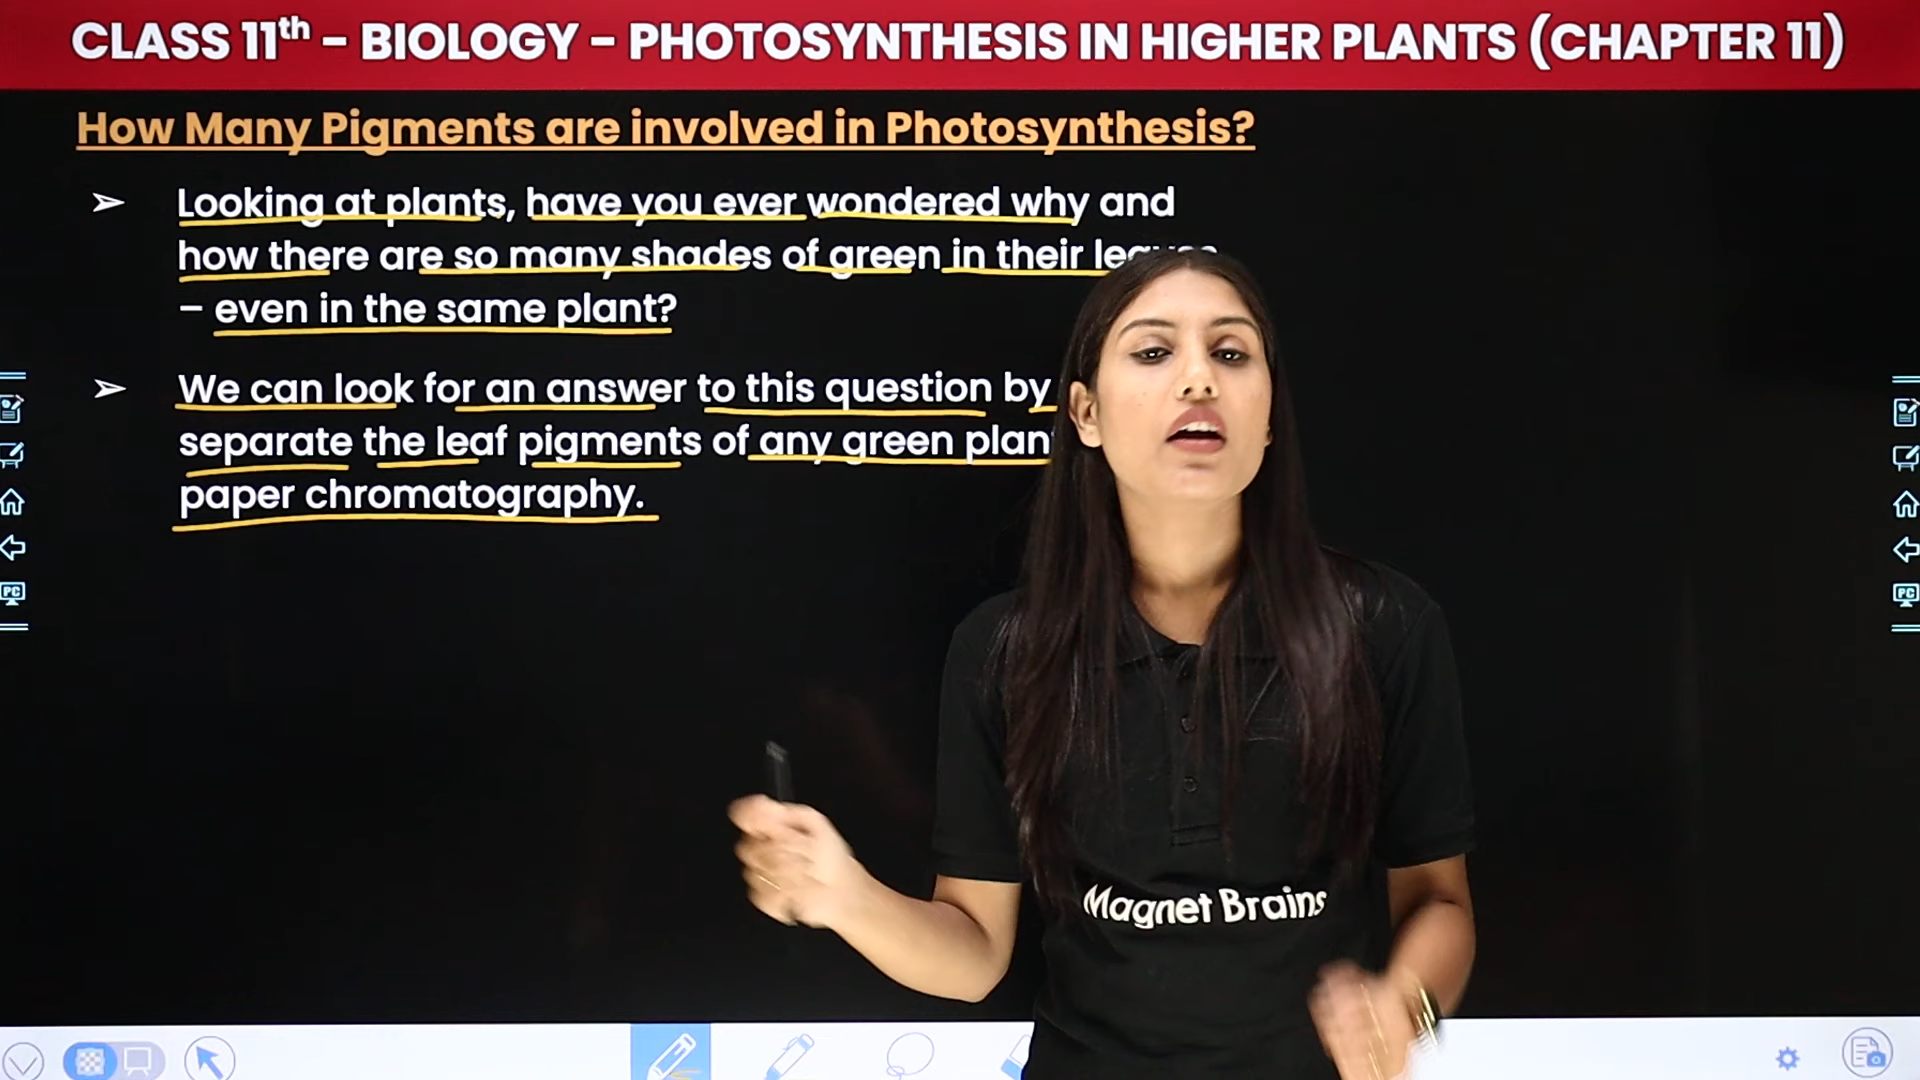 CLASS 11th – BIOLOGY – PHOTOSYNTHESIS IN HIGHER PLANTS (CHAPTER 11)
How Many Pigments are involved in Photosynthesis?
➢ Looking at plants, have you ever wondered why and
how there are so many shades of green in their
– even in the same plant?
➢ We can look for an answer to this question by
separate the leaf pigments of any green
paper chromatography.
PC
PC
Magnet Brains